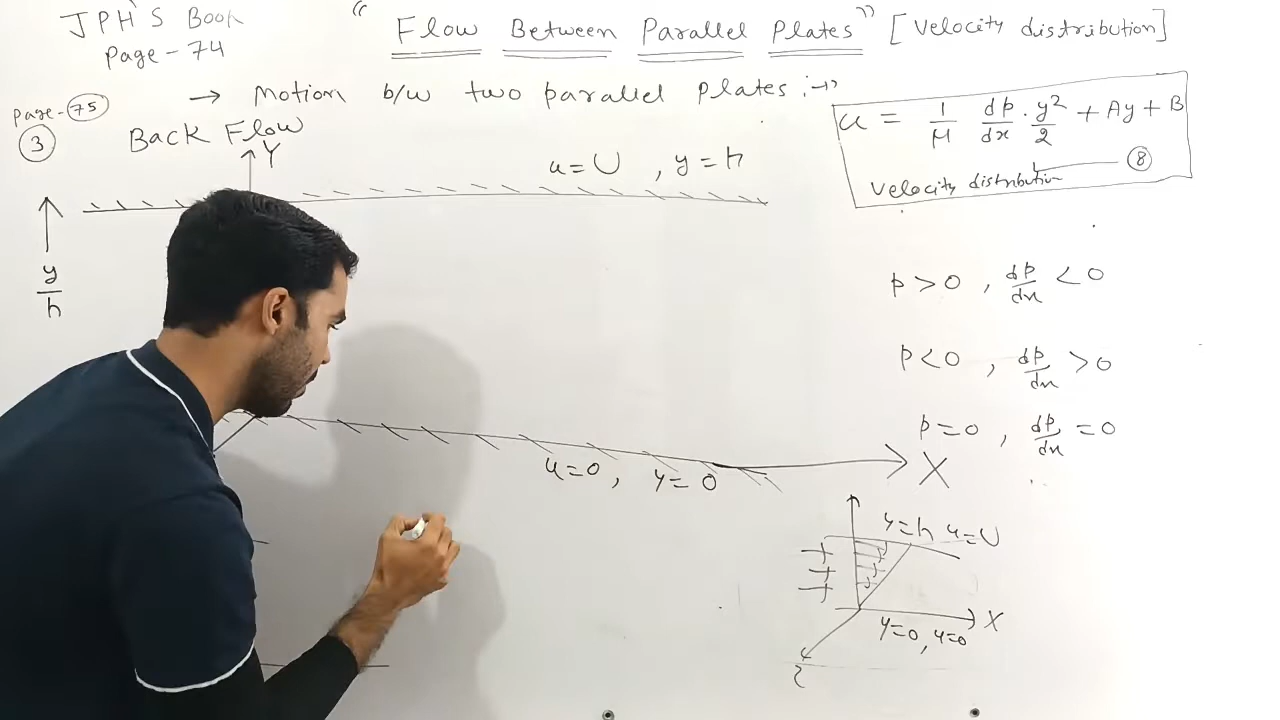 JPH'S Book
Page - 74
" Flow Between Parallel Plates " [Velocity distribution]
→ Motion b/w two parallel plates :→
Page - 75
3
Back Flow
Y
u = U , y = h
u = 1/μ dp/dx . y²/2 + Ay + B
8
Velocity distribution
y/h
p > 0 , dp/dx < 0
p < 0 , dp/dx > 0
p = 0 , dp/dx = 0
X
u = 0 , y = 0
y = h u = U
X
y = 0 , u = 0